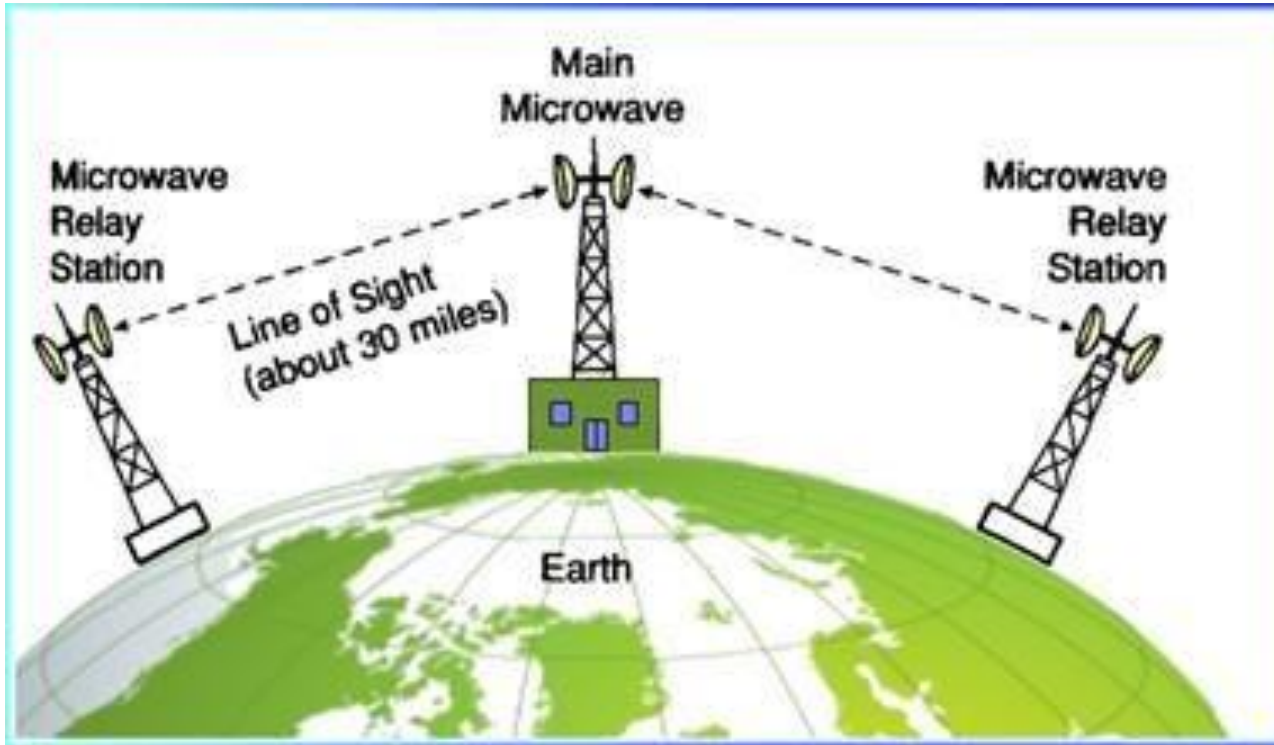 Main
Microwave
Microwave
Relay
Station
Line of Sight
(about 30 miles)
Microwave
Relay
Station
Earth